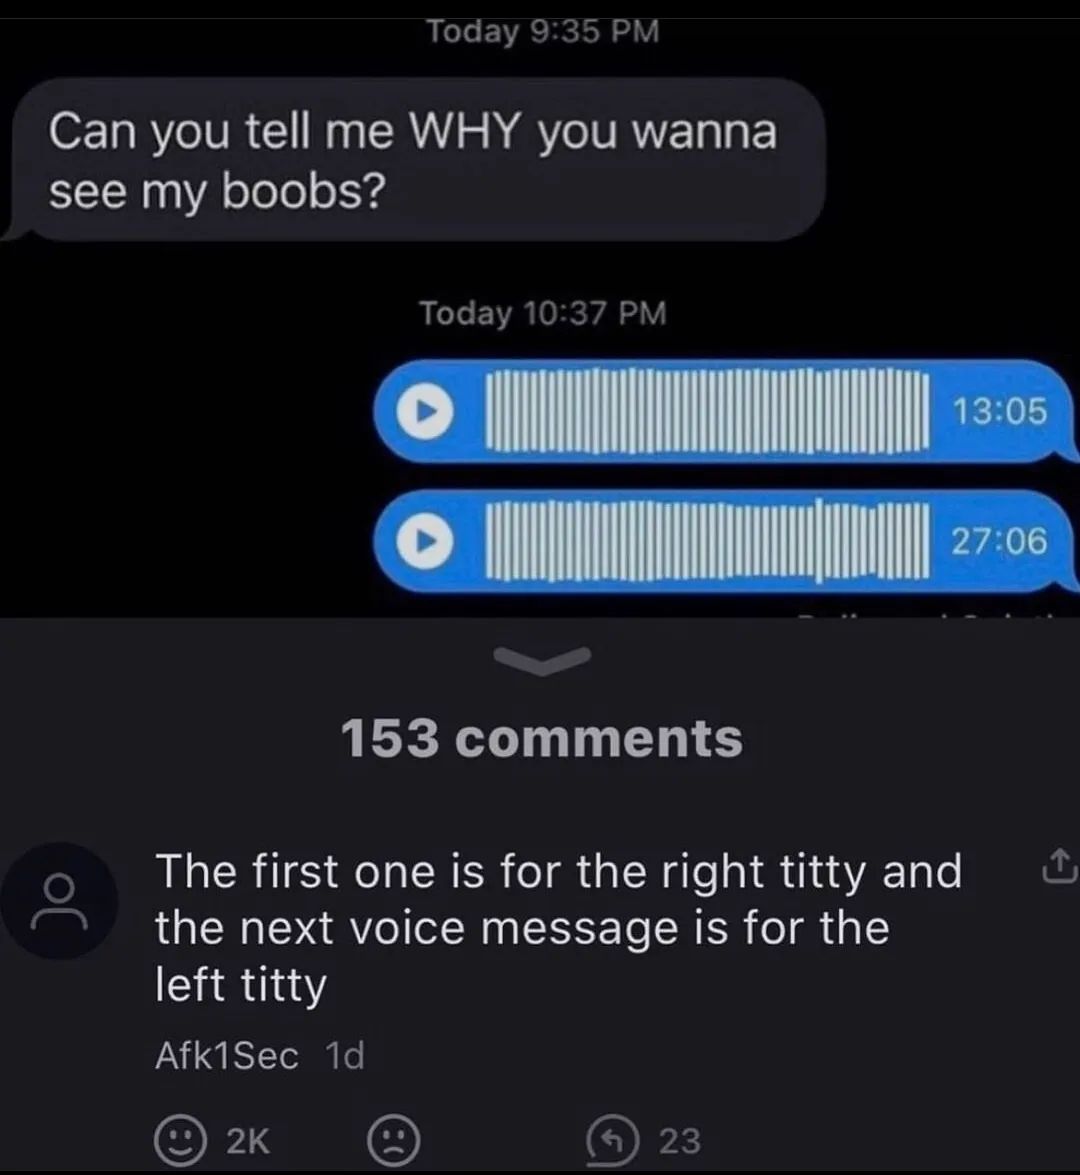 Today 9:35 PM
Can you tell me WHY you wanna
see my boobs?
Today 10:37 PM
13:05
27:06
153 comments
The first one is for the right titty and
the next voice message is for the
left titty
Afk1Sec 1d
2K 23